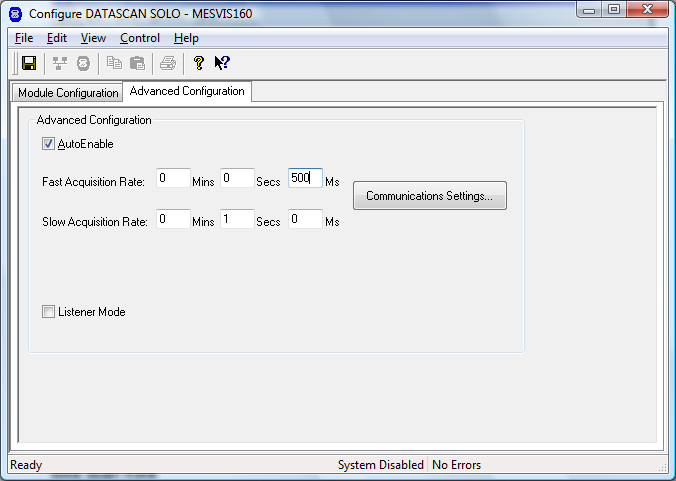 Configure DATASCAN SOLO - MESVIS160
File Edit View Control Help
Module Configuration Advanced Configuration
Advanced Configuration
AutoEnable
Fast Acquisition Rate: 0 Mins 0 Secs 500 Ms
Communications Settings...
Slow Acquisition Rate: 0 Mins 1 Secs 0 Ms
Listener Mode
Ready System Disabled No Errors